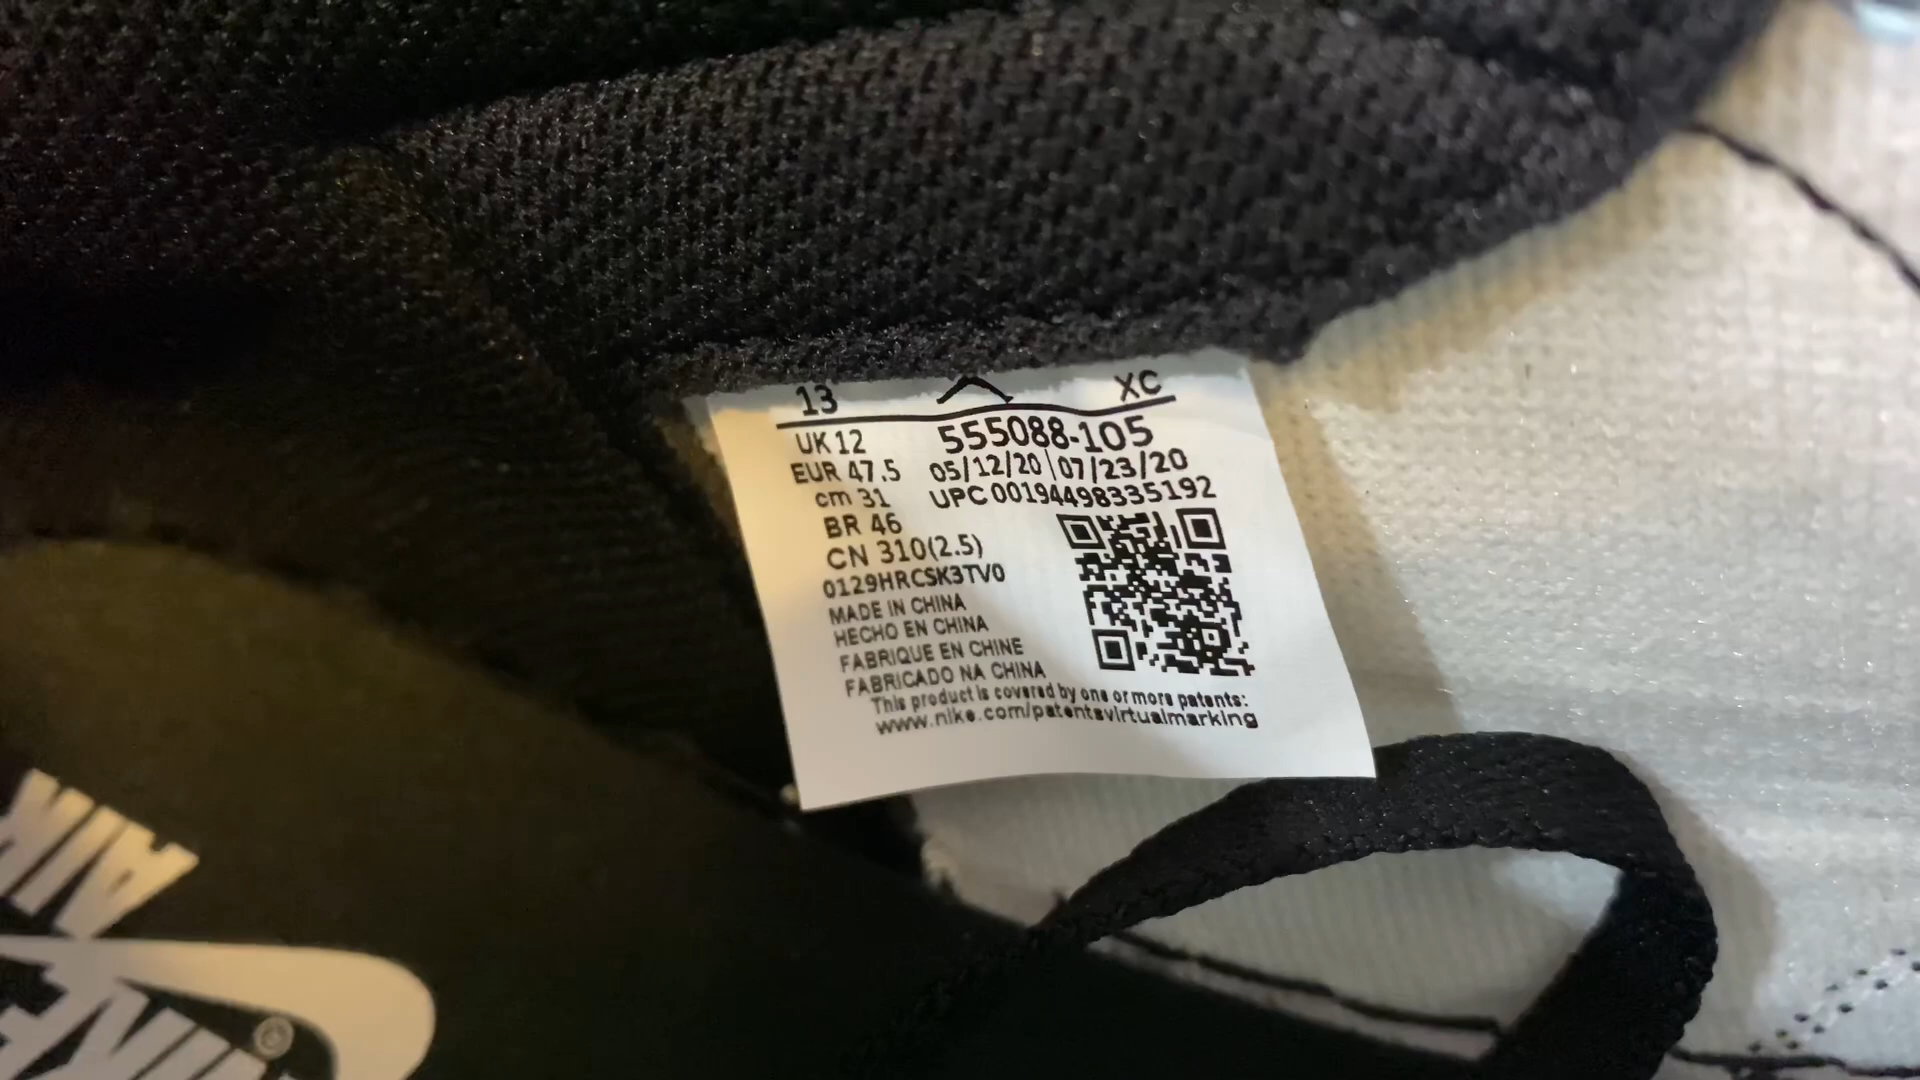 13 XC
UK 12 555088-105
EUR 47.5 05/12/20 | 07/23/20
cm 31 UPC 00194498335192
BR 46
CN 310(2.5)
0129HRCSK3TV0
MADE IN CHINA
HECHO EN CHINA
FABRIQUE EN CHINE
FABRICADO NA CHINA
This product is covered by one or more patents:
www.nike.com/patentsvirtualmarking